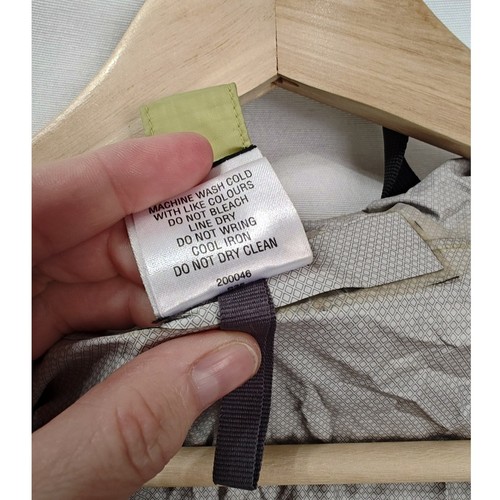 MACHINE WASH COLD
WITH LIKE COLOURS
DO NOT BLEACH
LINE DRY
DO NOT WRING
COOL IRON
DO NOT DRY CLEAN
200046